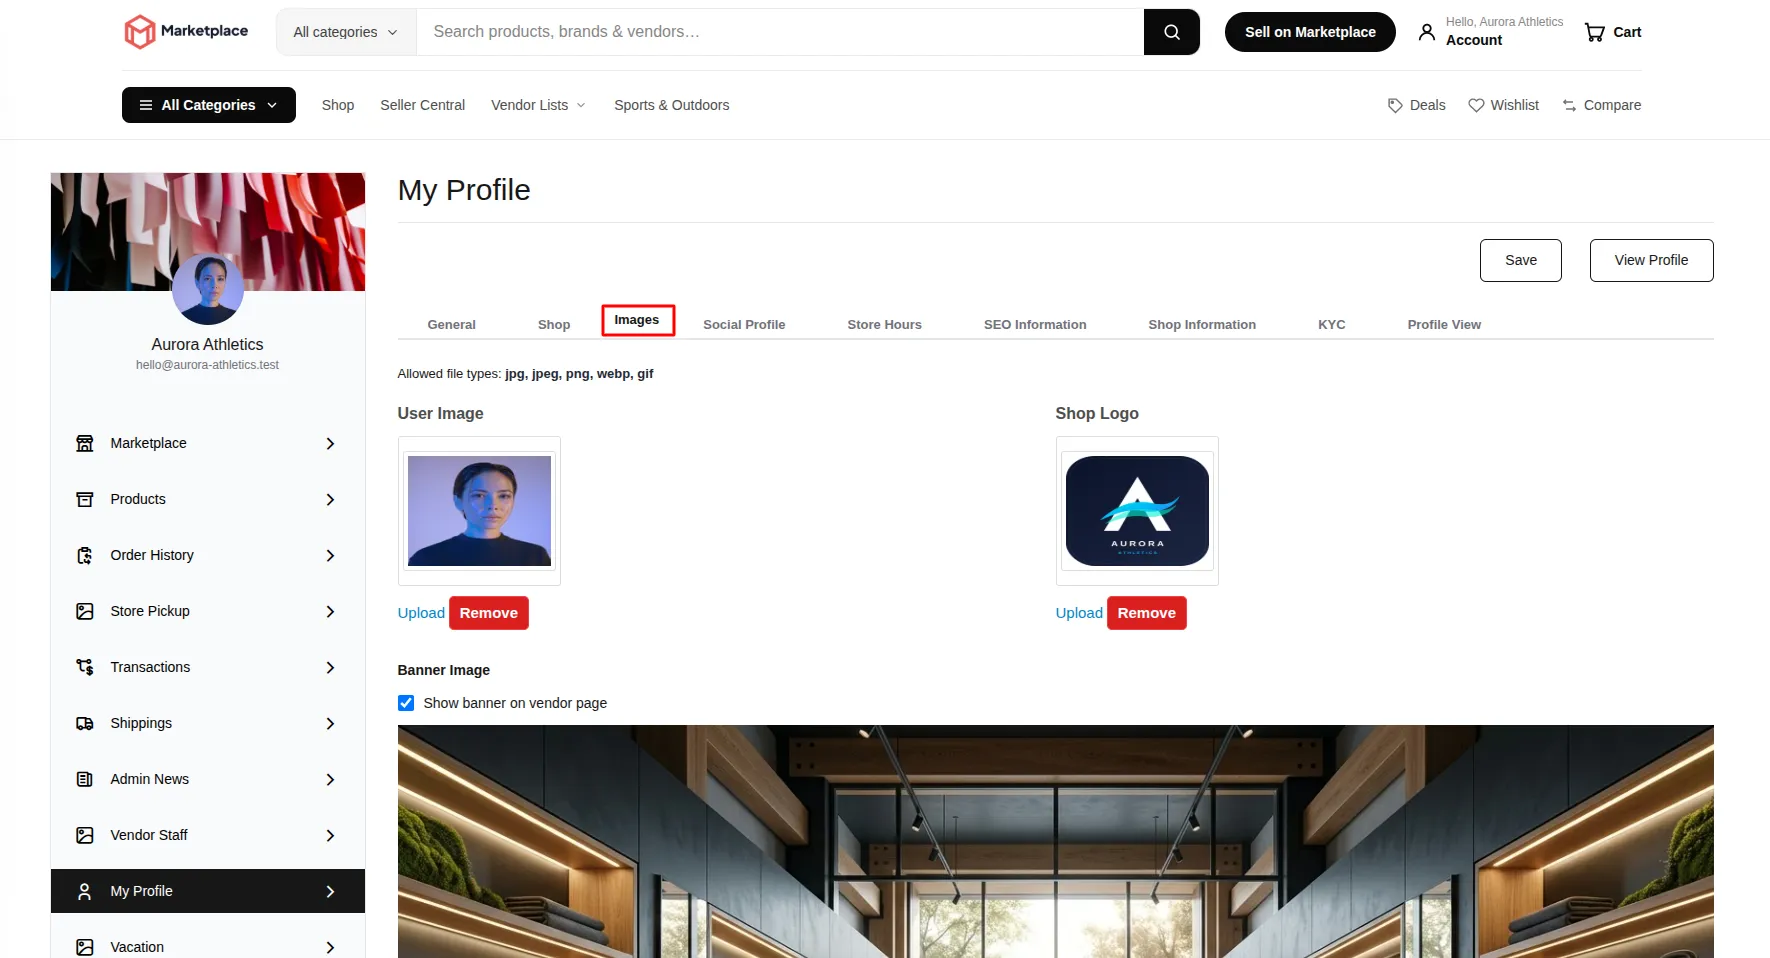 Marketplace
All categories
Search products, brands & vendors…
Sell on Marketplace
Hello, Aurora Athletics
Account
Cart
All Categories
Shop
Seller Central
Vendor Lists
Sports & Outdoors
Deals
Wishlist
Compare
Aurora Athletics
hello@aurora-athletics.test
Marketplace
Products
Order History
Store Pickup
Transactions
Shippings
Admin News
Vendor Staff
My Profile
Vacation
My Profile
Save
View Profile
General
Shop
Images
Social Profile
Store Hours
SEO Information
Shop Information
KYC
Profile View
Allowed file types: jpg, jpeg, png, webp, gif
User Image
Upload
Remove
Shop Logo
AURORA
ATHLETICS
Upload
Remove
Banner Image
Show banner on vendor page